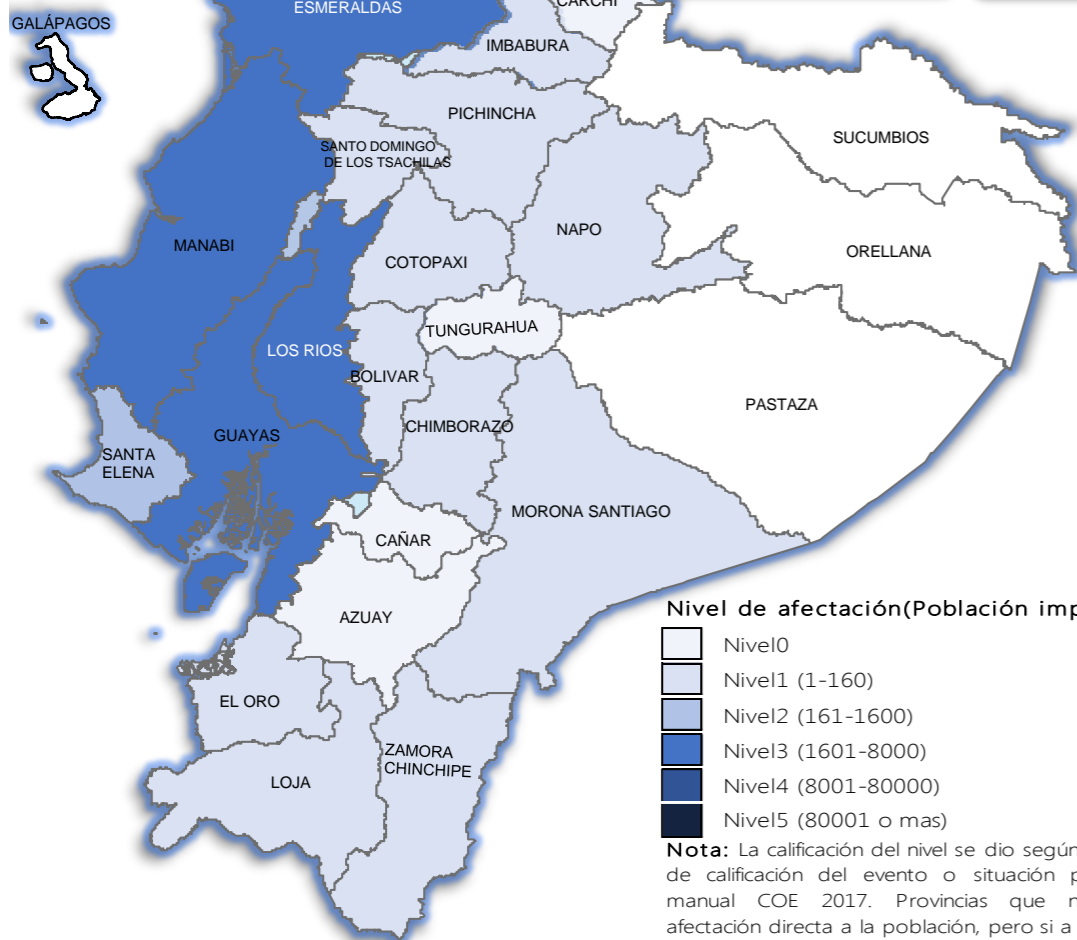 ESMERALDAS
CARCHI
GALÁPAGOS
IMBABURA
PICHINCHA
SUCUMBIOS
SANTO DOMINGO
DE LOS TSACHILAS
NAPO
MANABI
ORELLANA
COTOPAXI
TUNGURAHUA
LOS RIOS
BOLIVAR
PASTAZA
CHIMBORAZO
GUAYAS
SANTA
ELENA
MORONA SANTIAGO
CAÑAR
AZUAY
EL ORO
ZAMORA
CHINCHIPE
LOJA
Nivel de afectación(Población imp
Nivel0
Nivel1 (1-160)
Nivel2 (161-1600)
Nivel3 (1601-8000)
Nivel4 (8001-80000)
Nivel5 (80001 o mas)
Nota: La calificación del nivel se dio según
de calificación del evento o situación p
manual COE 2017. Provincias que n
afectación directa a la población, pero si a